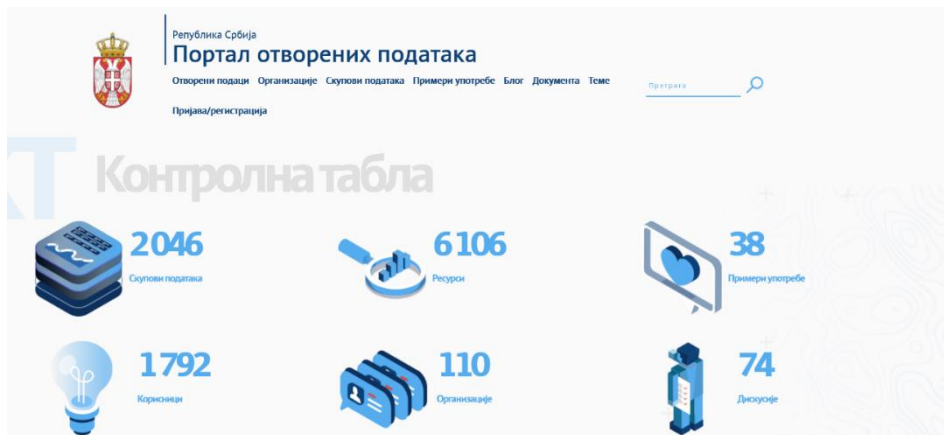 Република Србија
Портал отворених података
Отворени подаци Организације Скупови података Примери употребе Блог Документа Теме
Претрага
Пријава/регистрација
КТ
Контролна табла
2046
Скупови података
6106
Ресурси
38
Примери употребе
1792
Корисници
110
Организације
74
Дискусије